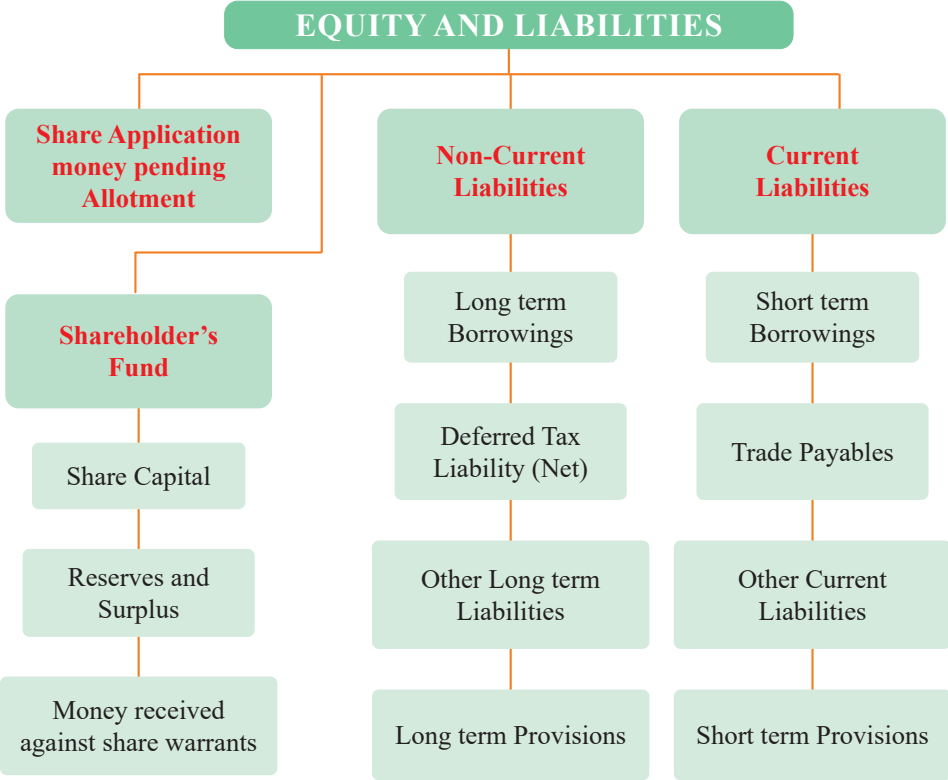 EQUITY AND LIABILITIES
Share Application
money pending
Allotment
Shareholder’s
Fund
Share Capital
Reserves and
Surplus
Money received
against share warrants
Non-Current
Liabilities
Long term
Borrowings
Deferred Tax
Liability (Net)
Other Long term
Liabilities
Long term Provisions
Current
Liabilities
Short term
Borrowings
Trade Payables
Other Current
Liabilities
Short term Provisions